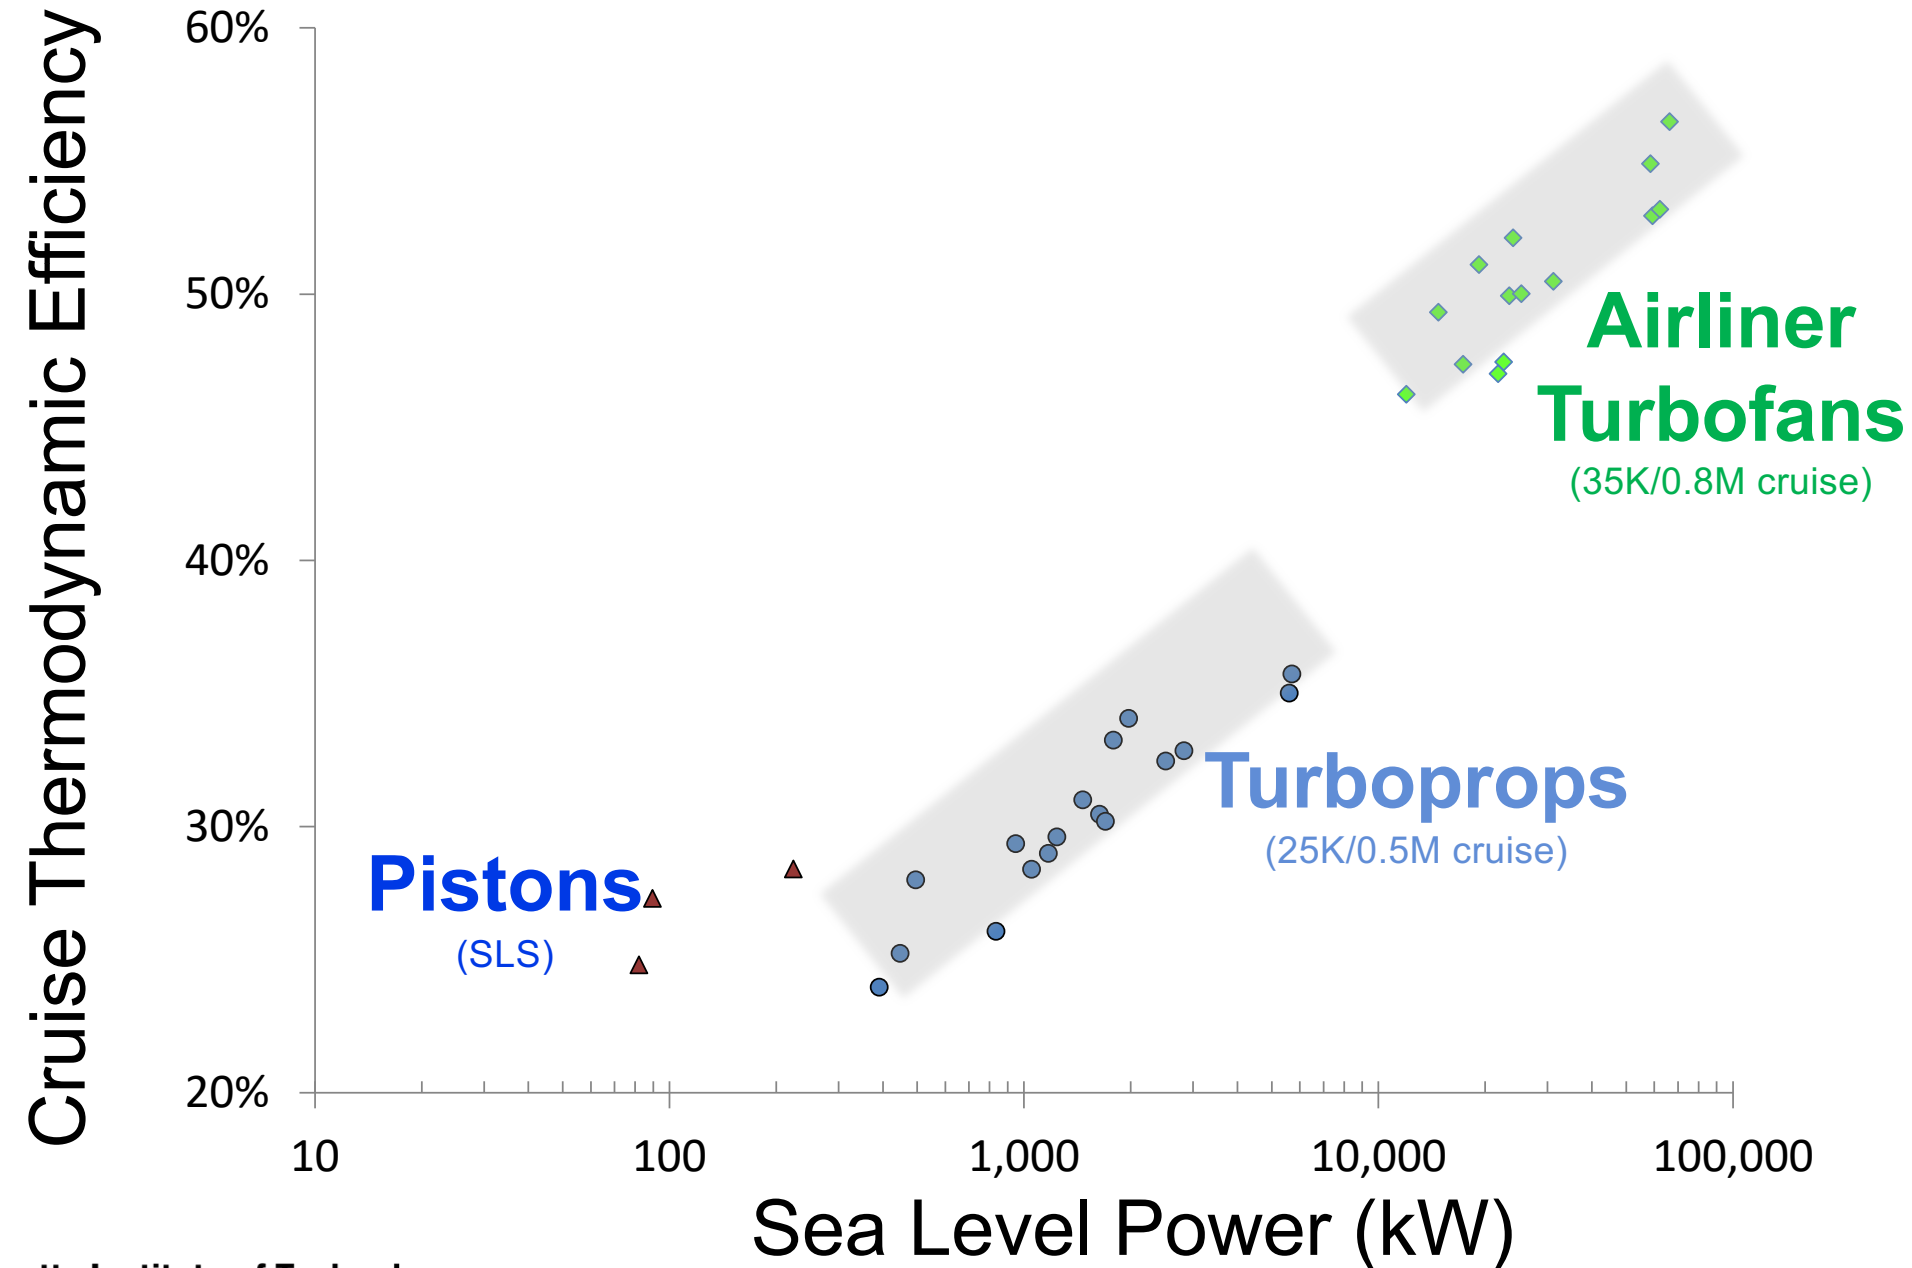 Cruise Thermodynamic Efficiency
60%
50%
40%
30%
20%
Airliner
Turbofans
(35K/0.8M cruise)
Turboprops
(25K/0.5M cruise)
Pistons
(SLS)
10
100
1,000
10,000
100,000
Sea Level Power (kW)